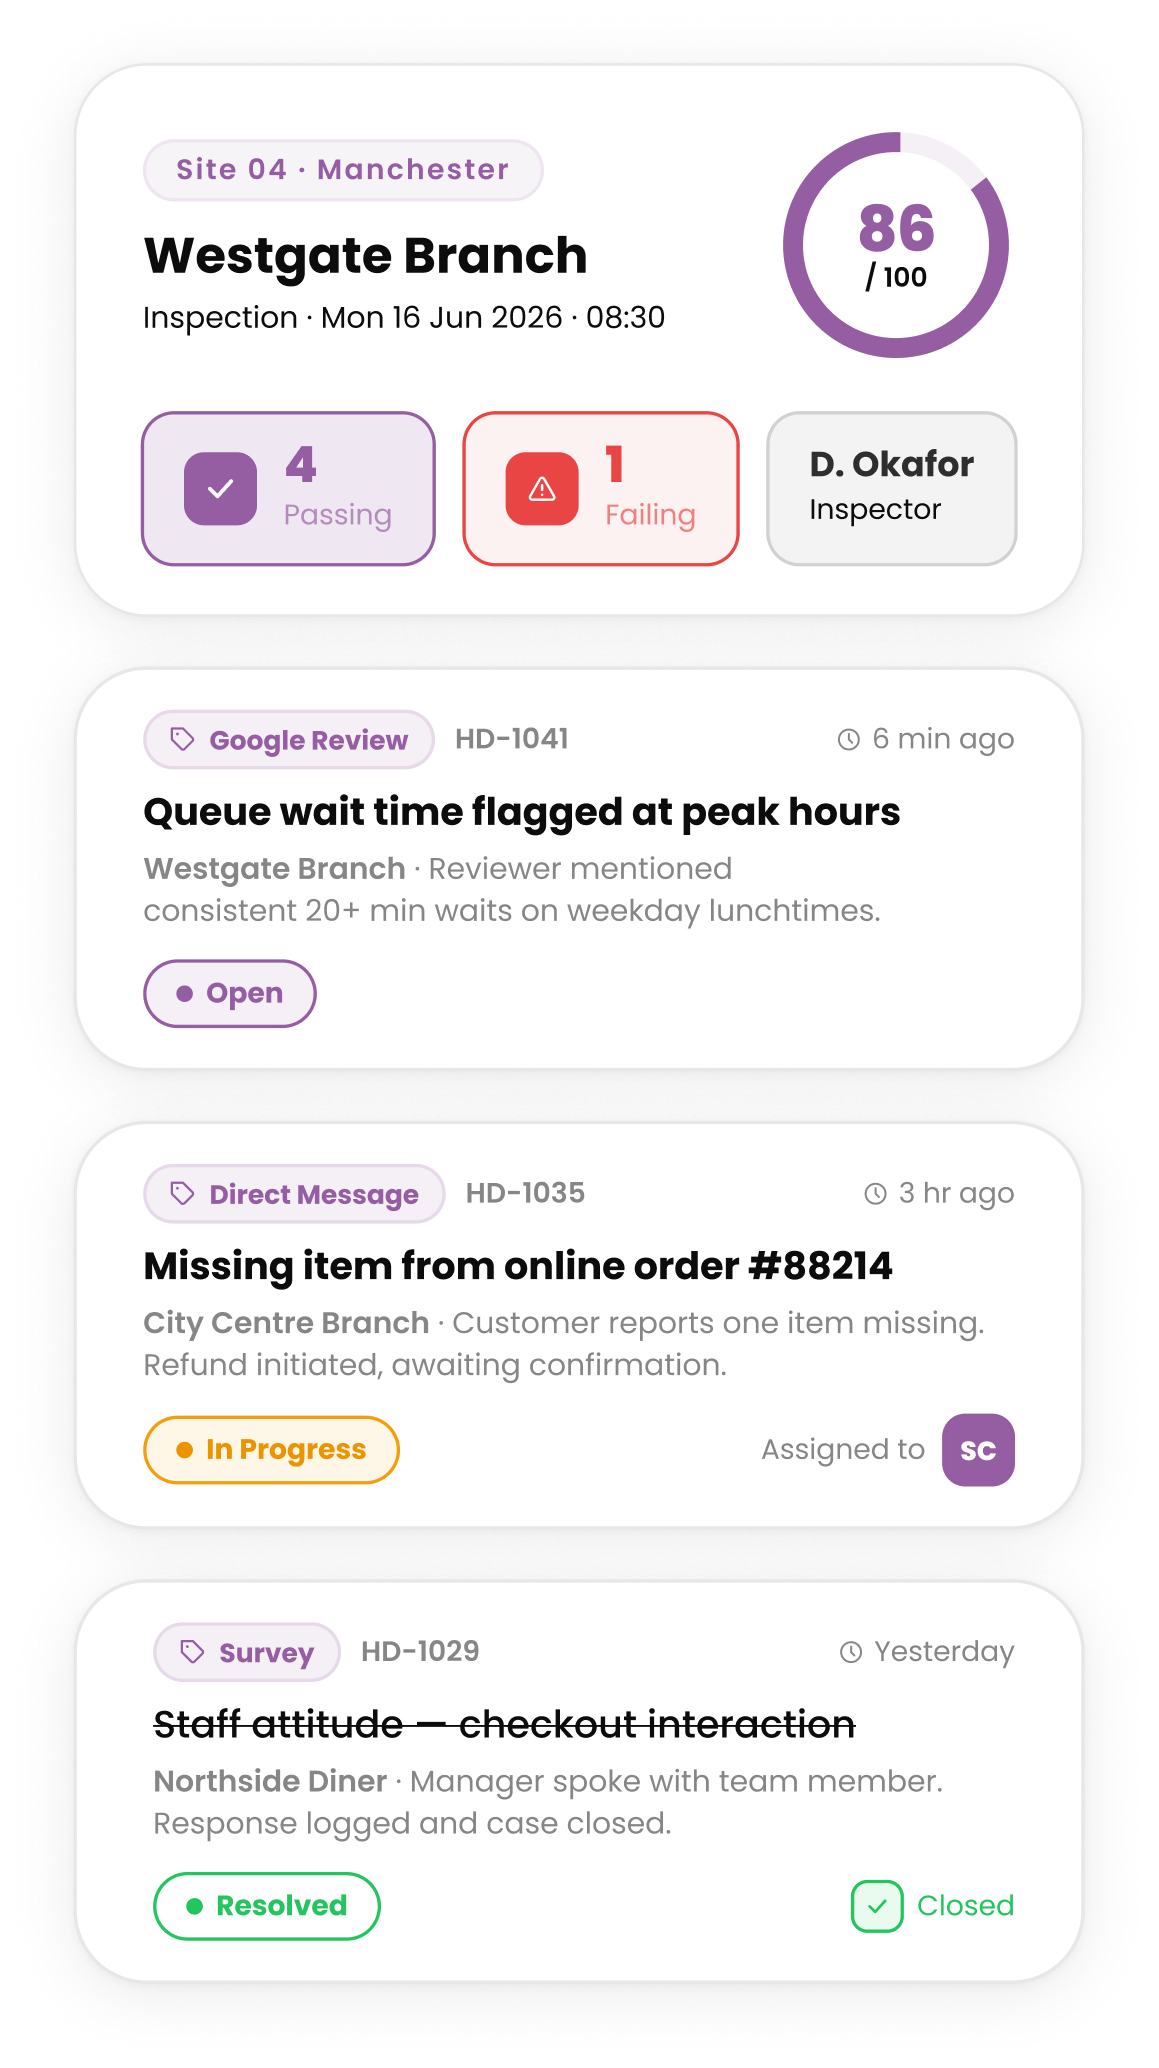 Site 04 · Manchester
Westgate Branch
Inspection · Mon 16 Jun 2026 · 08:30
86
/ 100
4
Passing
1
Failing
D. Okafor
Inspector
Google Review HD-1041 6 min ago
Queue wait time flagged at peak hours
Westgate Branch · Reviewer mentioned
consistent 20+ min waits on weekday lunchtimes.
Open
Direct Message HD-1035 3 hr ago
Missing item from online order #88214
City Centre Branch · Customer reports one item missing.
Refund initiated, awaiting confirmation.
In Progress Assigned to SC
Survey HD-1029 Yesterday
Staff attitude — checkout interaction
Northside Diner · Manager spoke with team member.
Response logged and case closed.
Resolved Closed